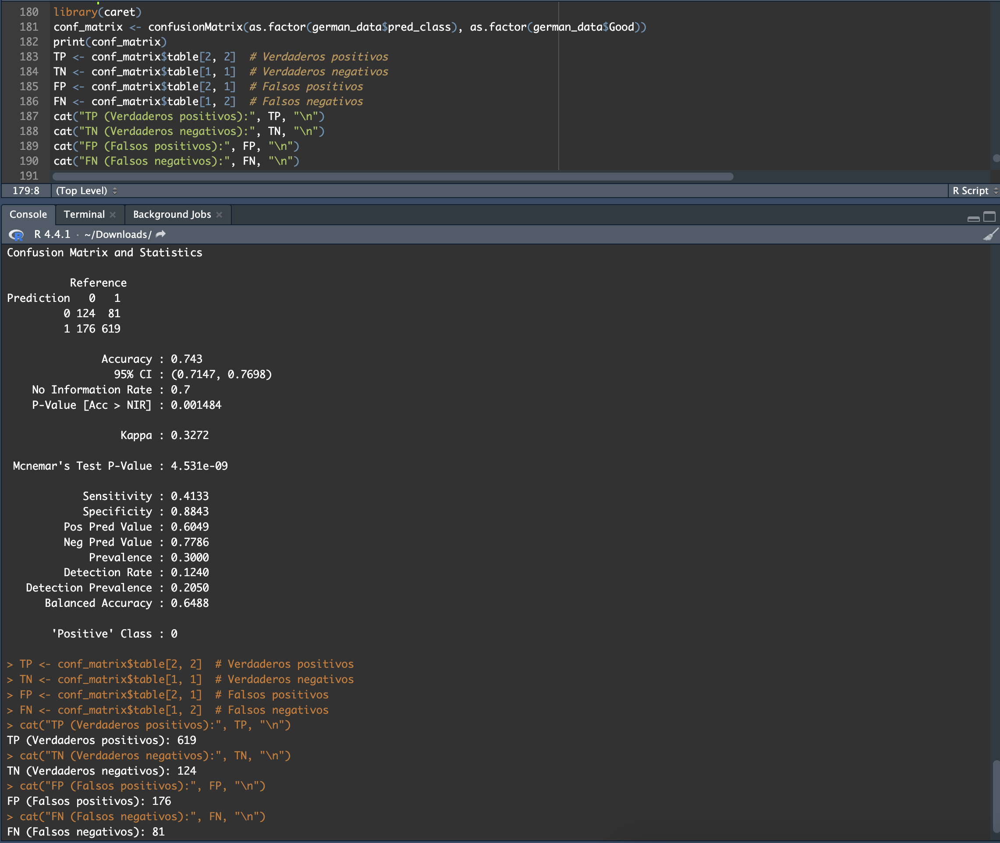 180 library(caret)
181 conf_matrix <- confusionMatrix(as.factor(german_data$pred_class), as.factor(german_data$Good))
182 print(conf_matrix)
183 TP <- conf_matrix$table[2, 2]  # Verdaderos positivos
184 TN <- conf_matrix$table[1, 1]  # Verdaderos negativos
185 FP <- conf_matrix$table[2, 1]  # Falsos positivos
186 FN <- conf_matrix$table[1, 2]  # Falsos negativos
187 cat("TP (Verdaderos positivos):", TP, "\n")
188 cat("TN (Verdaderos negativos):", TN, "\n")
189 cat("FP (Falsos positivos):", FP, "\n")
190 cat("FN (Falsos negativos):", FN, "\n")
191
179:8 (Top Level) R Script
Console Terminal Background Jobs
R 4.4.1 · ~/Downloads/
Confusion Matrix and Statistics
          Reference
Prediction   0   1
         0 124  81
         1 176 619
               Accuracy : 0.743
                 95% CI : (0.7147, 0.7698)
    No Information Rate : 0.7
    P-Value [Acc > NIR] : 0.001484
                  Kappa : 0.3272
 Mcnemar's Test P-Value : 4.531e-09
            Sensitivity : 0.4133
            Specificity : 0.8843
         Pos Pred Value : 0.6049
         Neg Pred Value : 0.7786
             Prevalence : 0.3000
         Detection Rate : 0.1240
   Detection Prevalence : 0.2050
      Balanced Accuracy : 0.6488
       'Positive' Class : 0
> TP <- conf_matrix$table[2, 2]  # Verdaderos positivos
> TN <- conf_matrix$table[1, 1]  # Verdaderos negativos
> FP <- conf_matrix$table[2, 1]  # Falsos positivos
> FN <- conf_matrix$table[1, 2]  # Falsos negativos
> cat("TP (Verdaderos positivos):", TP, "\n")
TP (Verdaderos positivos): 619
> cat("TN (Verdaderos negativos):", TN, "\n")
TN (Verdaderos negativos): 124
> cat("FP (Falsos positivos):", FP, "\n")
FP (Falsos positivos): 176
> cat("FN (Falsos negativos):", FN, "\n")
FN (Falsos negativos): 81